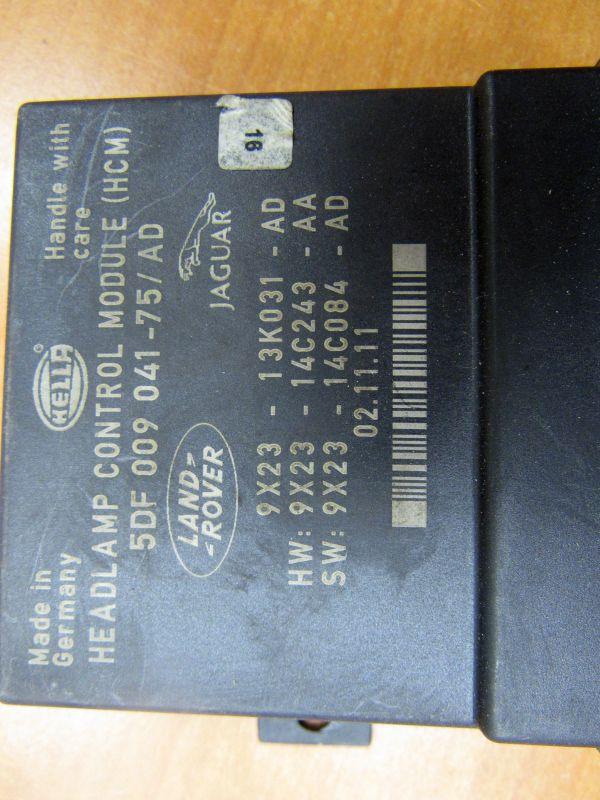 Made in
Germany
HELLA
®
Handle with
care
HEADLAMP CONTROL MODULE (HCM)
5DF 009 041-75/AD
LAND
ROVER
JAGUAR
16
9X23 - 13K031 - AD
HW: 9X23 - 14C243 - AA
SW: 9X23 - 14C084 - AD
02.11.11